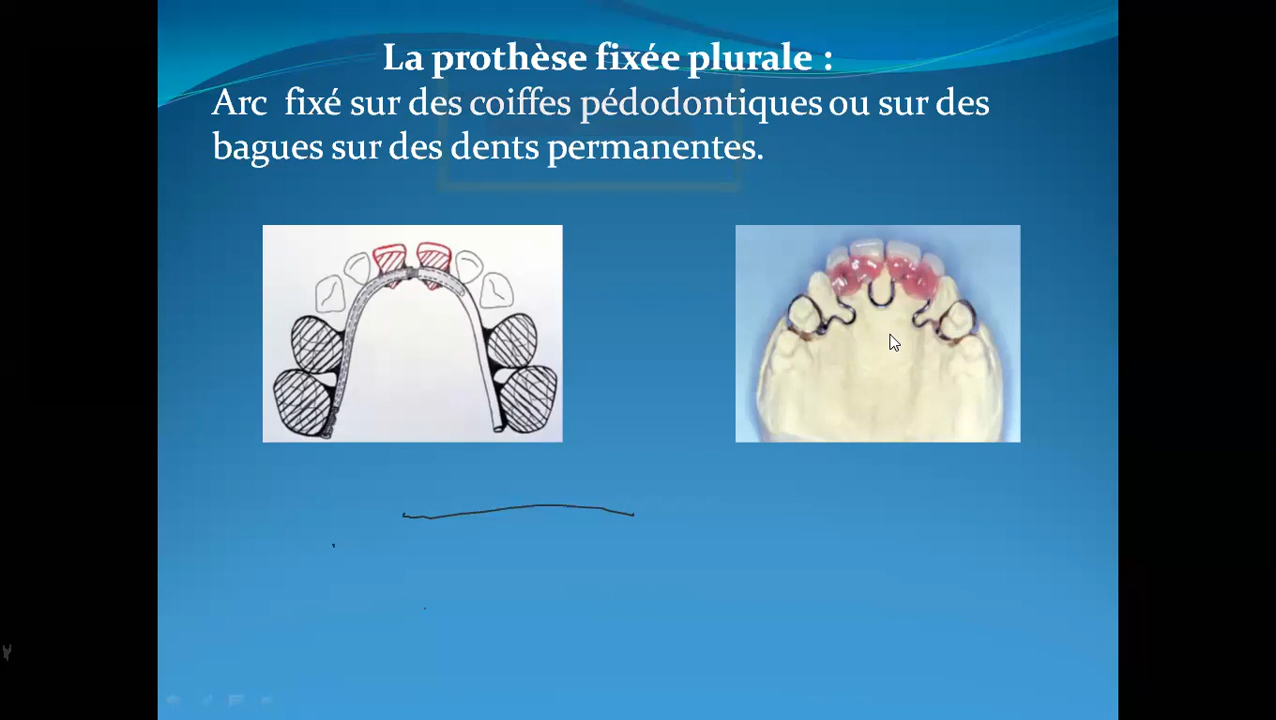 La prothèse fixée plurale :
Arc fixé sur des coiffes pédodontiques ou sur des
bagues sur des dents permanentes.